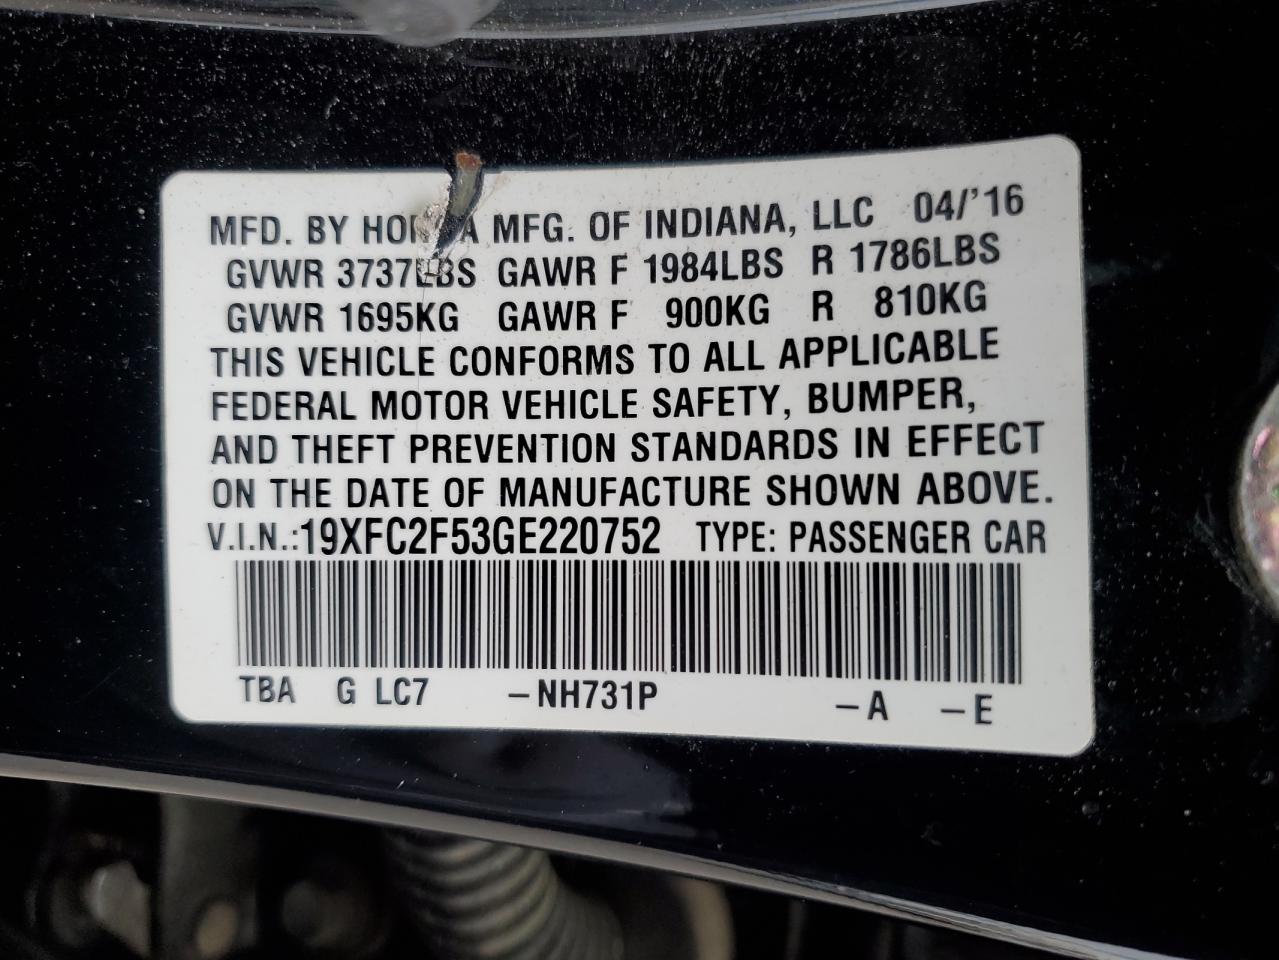 MFD. BY HONDA MFG. OF INDIANA, LLC 04/'16
GVWR 3737LBS GAWR F 1984LBS R 1786LBS
GVWR 1695KG GAWR F 900KG R 810KG
THIS VEHICLE CONFORMS TO ALL APPLICABLE
FEDERAL MOTOR VEHICLE SAFETY, BUMPER,
AND THEFT PREVENTION STANDARDS IN EFFECT
ON THE DATE OF MANUFACTURE SHOWN ABOVE.
V.I.N.:19XFC2F53GE220752 TYPE: PASSENGER CAR
TBA G LC7 –NH731P –A –E